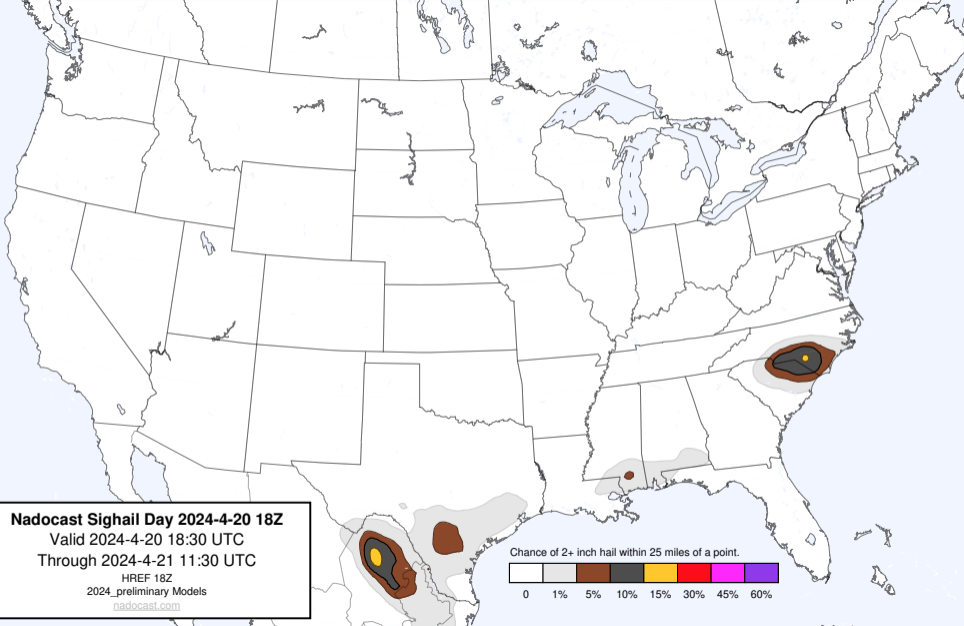 Nadocast Sighail Day 2024-4-20 18Z
Valid 2024-4-20 18:30 UTC
Through 2024-4-21 11:30 UTC
HREF 18Z
2024_preliminary Models
nadocast.com
Chance of 2+ inch hail within 25 miles of a point.
0 1% 5% 10% 15% 30% 45% 60%